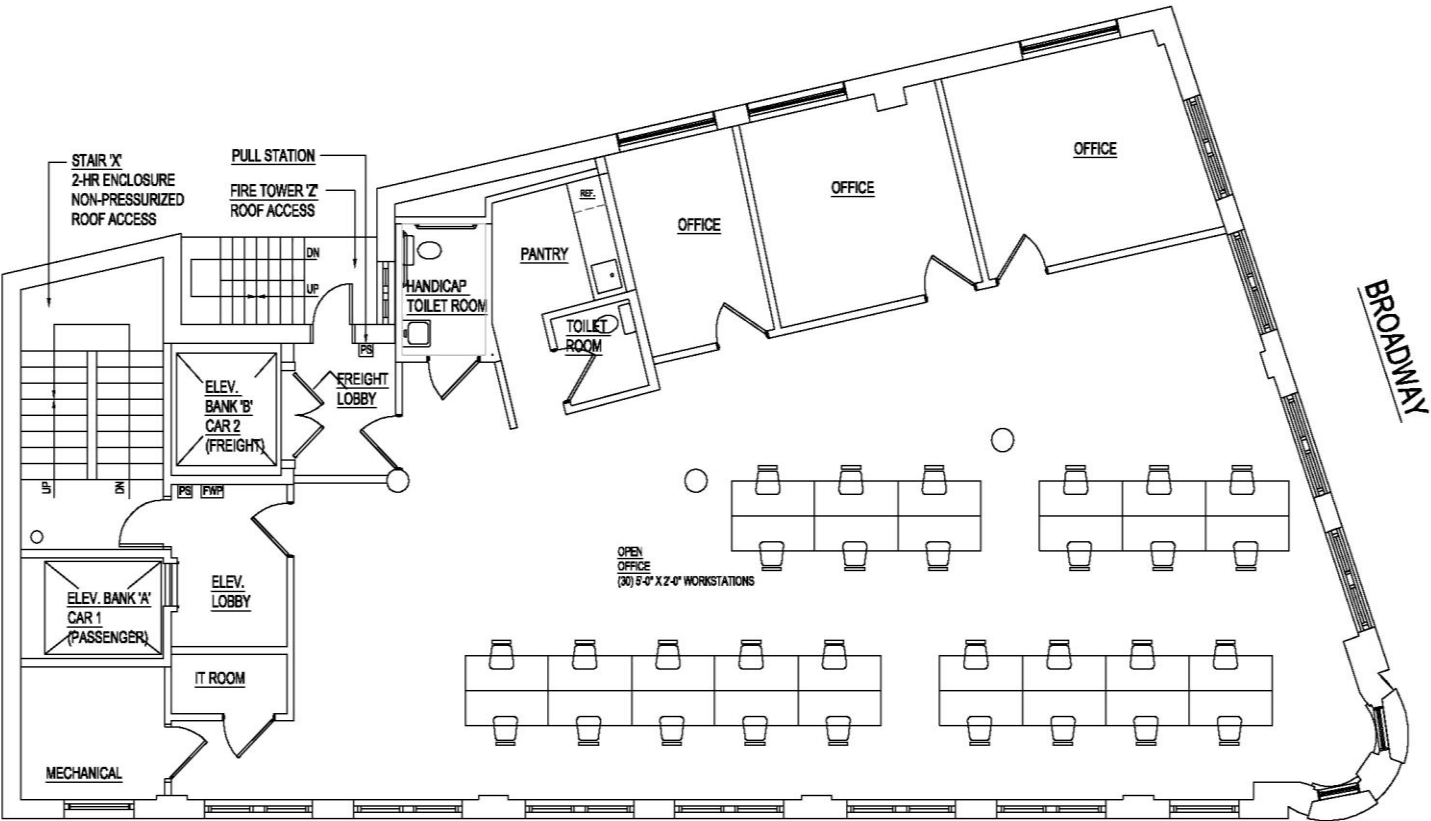 STAIR 'X'
2-HR ENCLOSURE
NON-PRESSURIZED
ROOF ACCESS
PULL STATION
FIRE TOWER 'Z'
ROOF ACCESS
DN
UP
PS
HANDICAP
TOILET ROOM
PANTRY
REF.
TOILET
ROOM
OFFICE
OFFICE
OFFICE
BROADWAY
ELEV.
BANK 'B'
CAR 2
(FREIGHT)
FREIGHT
LOBBY
UP
DN
PS
FWP
ELEV. BANK 'A'
CAR 1
(PASSENGER)
ELEV.
LOBBY
IT ROOM
MECHANICAL
OPEN
OFFICE
(30) 5'-0" X 2'-0" WORKSTATIONS